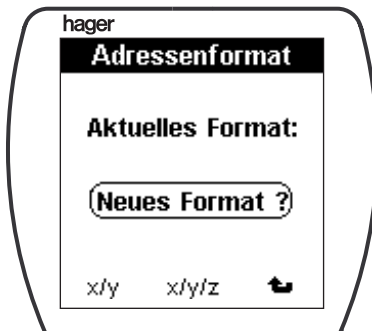 hager
Adressenformat
Aktuelles Format:
Neues Format ?
x/y x/y/z